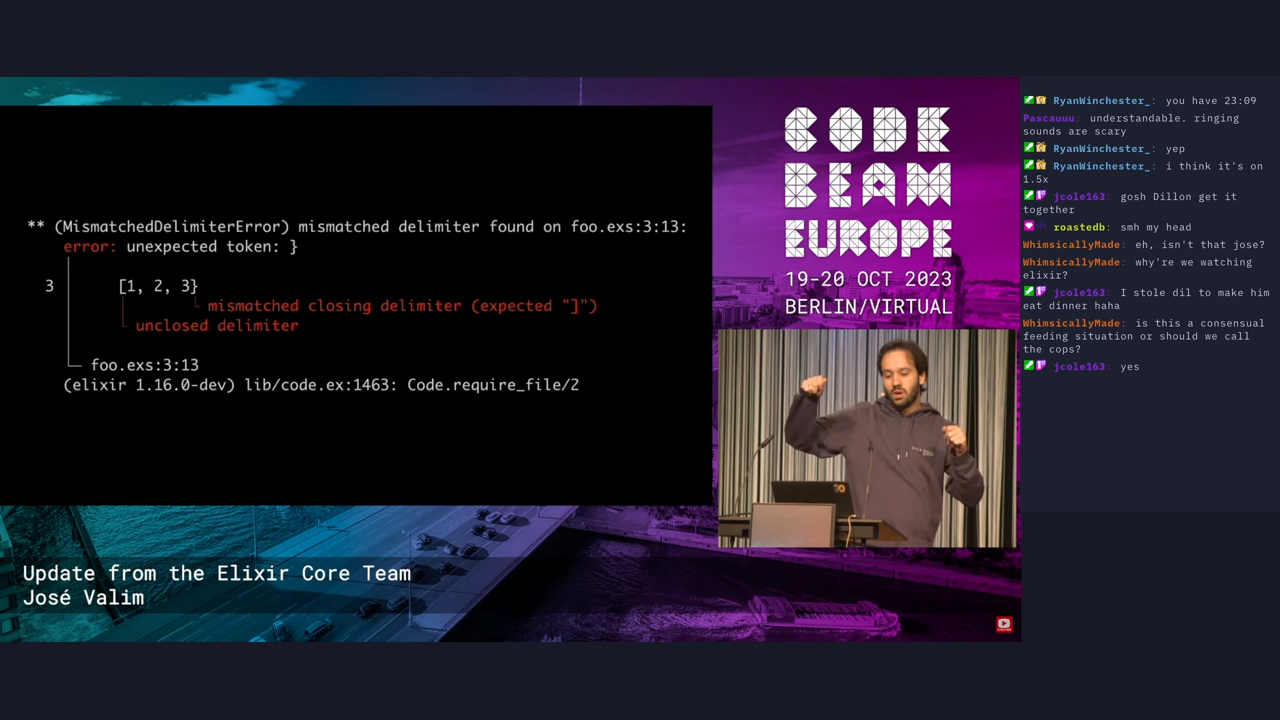 ** (MismatchedDelimiterError) mismatched delimiter found on foo.exs:3:13:
error: unexpected token: }
3 [1, 2, 3}
mismatched closing delimiter (expected "]")
unclosed delimiter
foo.exs:3:13
(elixir 1.16.0-dev) lib/code.ex:1463: Code.require_file/2
CODE
BEAM
EUROPE
19-20 OCT 2023
BERLIN/VIRTUAL
Update from the Elixir Core Team
José Valim
RyanWinchester_: you have 23:09
Pascauuu: understandable. ringing
sounds are scary
RyanWinchester_: yep
RyanWinchester_: i think it's on
1.5x
jcole163: gosh Dillon get it
together
roastedb: smh my head
WhimsicallyMade: eh, isn't that jose?
WhimsicallyMade: why're we watching
elixir?
jcole163: I stole dil to make him
eat dinner haha
WhimsicallyMade: is this a consensual
feeding situation or should we call
the cops?
jcole163: yes